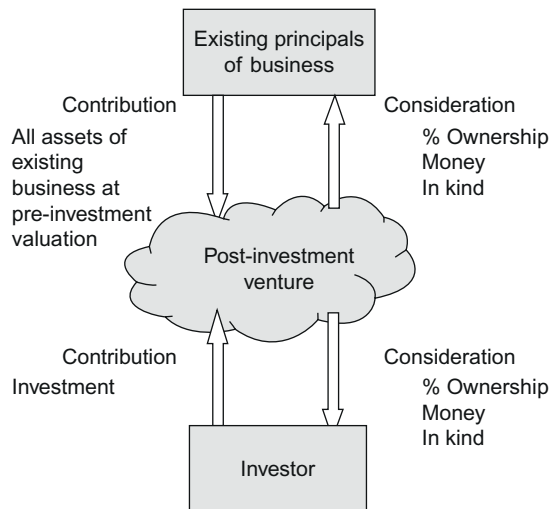 Existing principals
of business
Contribution
Consideration
All assets of
existing
business at
pre-investment
valuation
% Ownership
Money
In kind
Post-investment
venture
Contribution
Consideration
Investment
% Ownership
Money
In kind
Investor